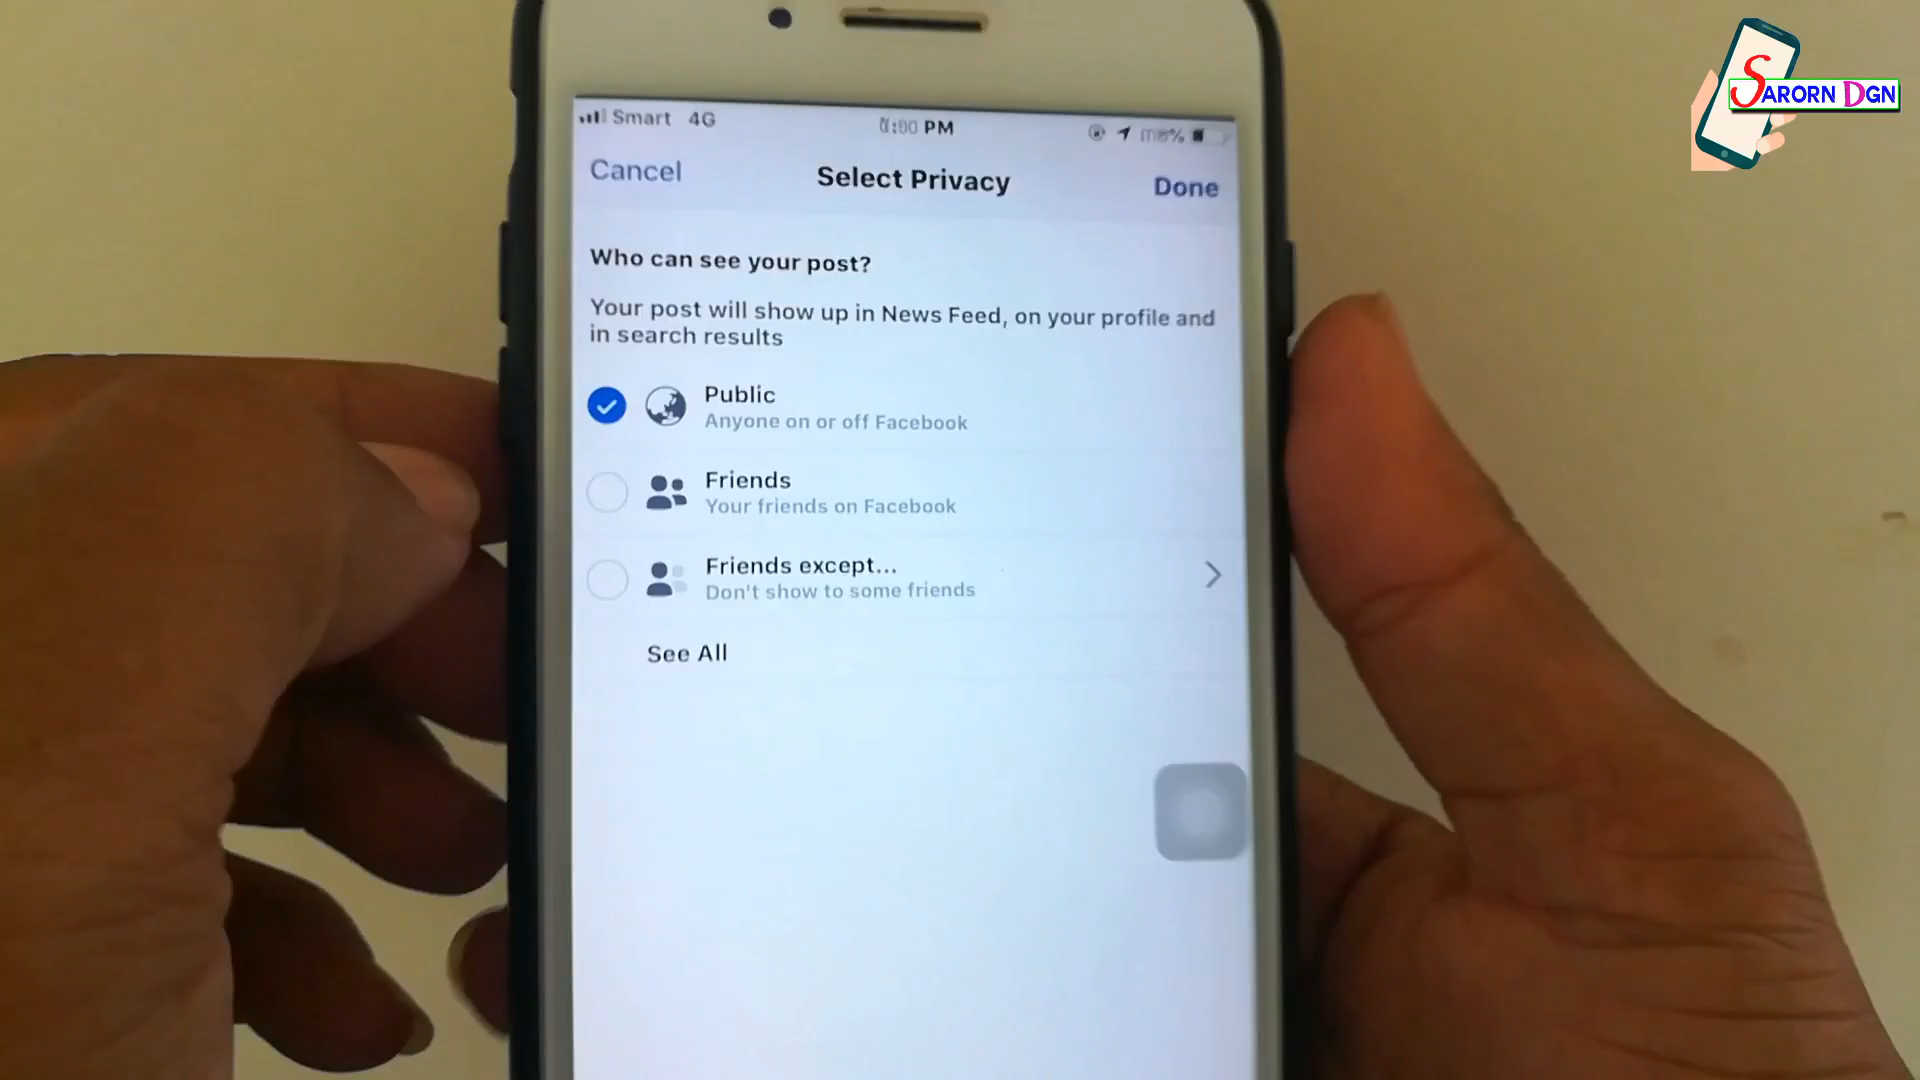 SARORN DGN
Smart 4G PM
Cancel Select Privacy Done
Who can see your post?
Your post will show up in News Feed, on your profile and
in search results
Public
Anyone on or off Facebook
Friends
Your friends on Facebook
Friends except...
Don't show to some friends
See All